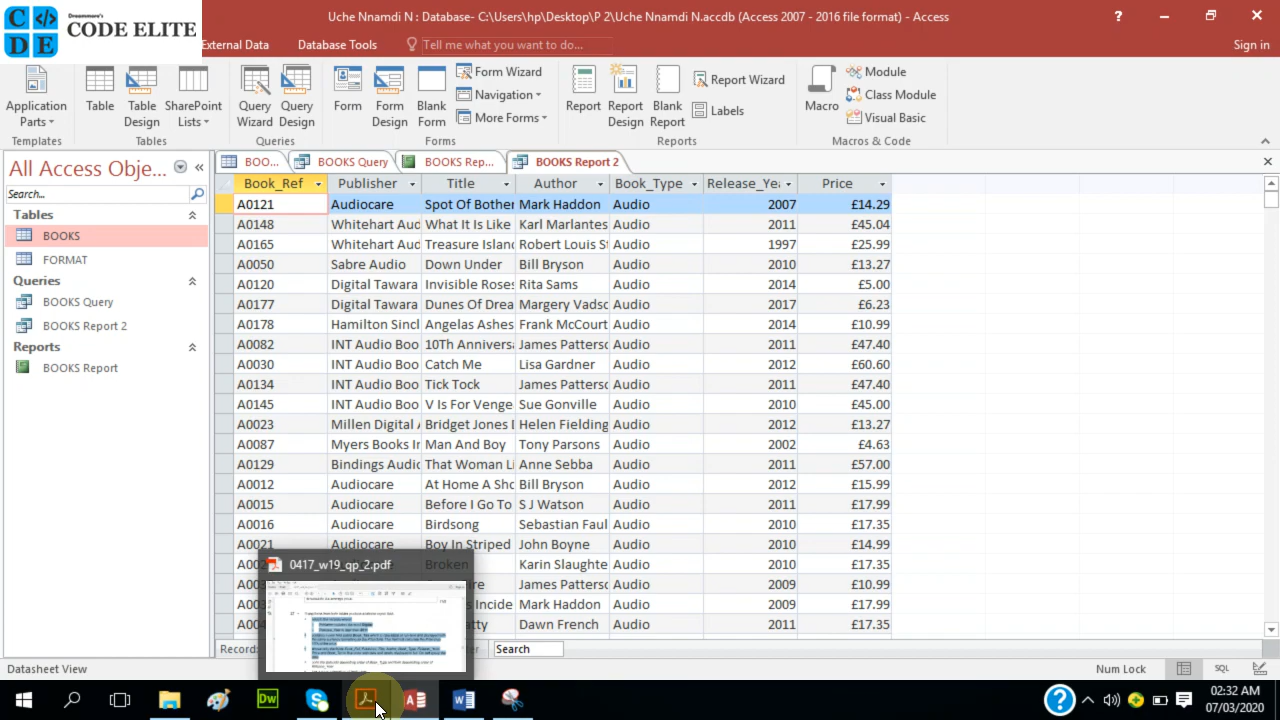 Dreammore's
CODE ELITE
C </>
D E
Uche Nnamdi N : Database- C:\Users\hp\Desktop\P 2\Uche Nnamdi N.accdb (Access 2007 - 2016 file format) - Access
External Data
Database Tools
Tell me what you want to do...
Sign in
Application Parts
Table
Table Design
SharePoint Lists
Query Wizard
Query Design
Form
Form Design
Blank Form
Form Wizard
Navigation
More Forms
Report
Report Design
Blank Report
Report Wizard
Labels
Macro
Module
Class Module
Visual Basic
Templates
Tables
Queries
Forms
Reports
Macros & Code
All Access Obje...
Search...
Tables
BOOKS
FORMAT
Queries
BOOKS Query
BOOKS Report 2
Reports
BOOKS Report
BOO...
BOOKS Query
BOOKS Rep...
BOOKS Report 2
Book_Ref Publisher Title Author Book_Type Release_Yea Price
A0121 Audiocare Spot Of Bother Mark Haddon Audio 2007 £14.29
A0148 Whitehart Aud What It Is Like Karl Marlantes Audio 2011 £45.04
A0165 Whitehart Aud Treasure Island Robert Louis St Audio 1997 £25.99
A0050 Sabre Audio Down Under Bill Bryson Audio 2010 £13.27
A0120 Digital Tawara Invisible Roses Rita Sams Audio 2014 £5.00
A0177 Digital Tawara Dunes Of Drea Margery Vadso Audio 2017 £6.23
A0178 Hamilton Sincl Angelas Ashes Frank McCourt Audio 2014 £10.99
A0082 INT Audio Boo 10Th Anniversa James Patterso Audio 2011 £47.40
A0030 INT Audio Boo Catch Me Lisa Gardner Audio 2012 £60.60
A0134 INT Audio Boo Tick Tock James Patterso Audio 2011 £47.40
A0145 INT Audio Boo V Is For Venge Sue Gonville Audio 2010 £45.00
A0023 Millen Digital A Bridget Jones D Helen Fielding Audio 2012 £13.27
A0087 Myers Books In Man And Boy Tony Parsons Audio 2002 £4.63
A0129 Bindings Audio That Woman Li Anne Sebba Audio 2011 £57.00
A0012 Audiocare At Home A Sho Bill Bryson Audio 2012 £15.99
A0015 Audiocare Before I Go To S J Watson Audio 2011 £17.99
A0016 Audiocare Birdsong Sebastian Faul Audio 2010 £17.35
A0021 Audiocare Boy In Striped John Boyne Audio 2010 £14.99
Broken Karin Slaughte Audio 2010 £17.35
Audio 2009 £10.99
Incide Mark Haddon Audio 2003 £17.35
Dawn French Audio
0417_w19_qp_2.pdf
Record
Search
Datasheet View
Num Lock
Dw
02:32 AM
07/03/2020